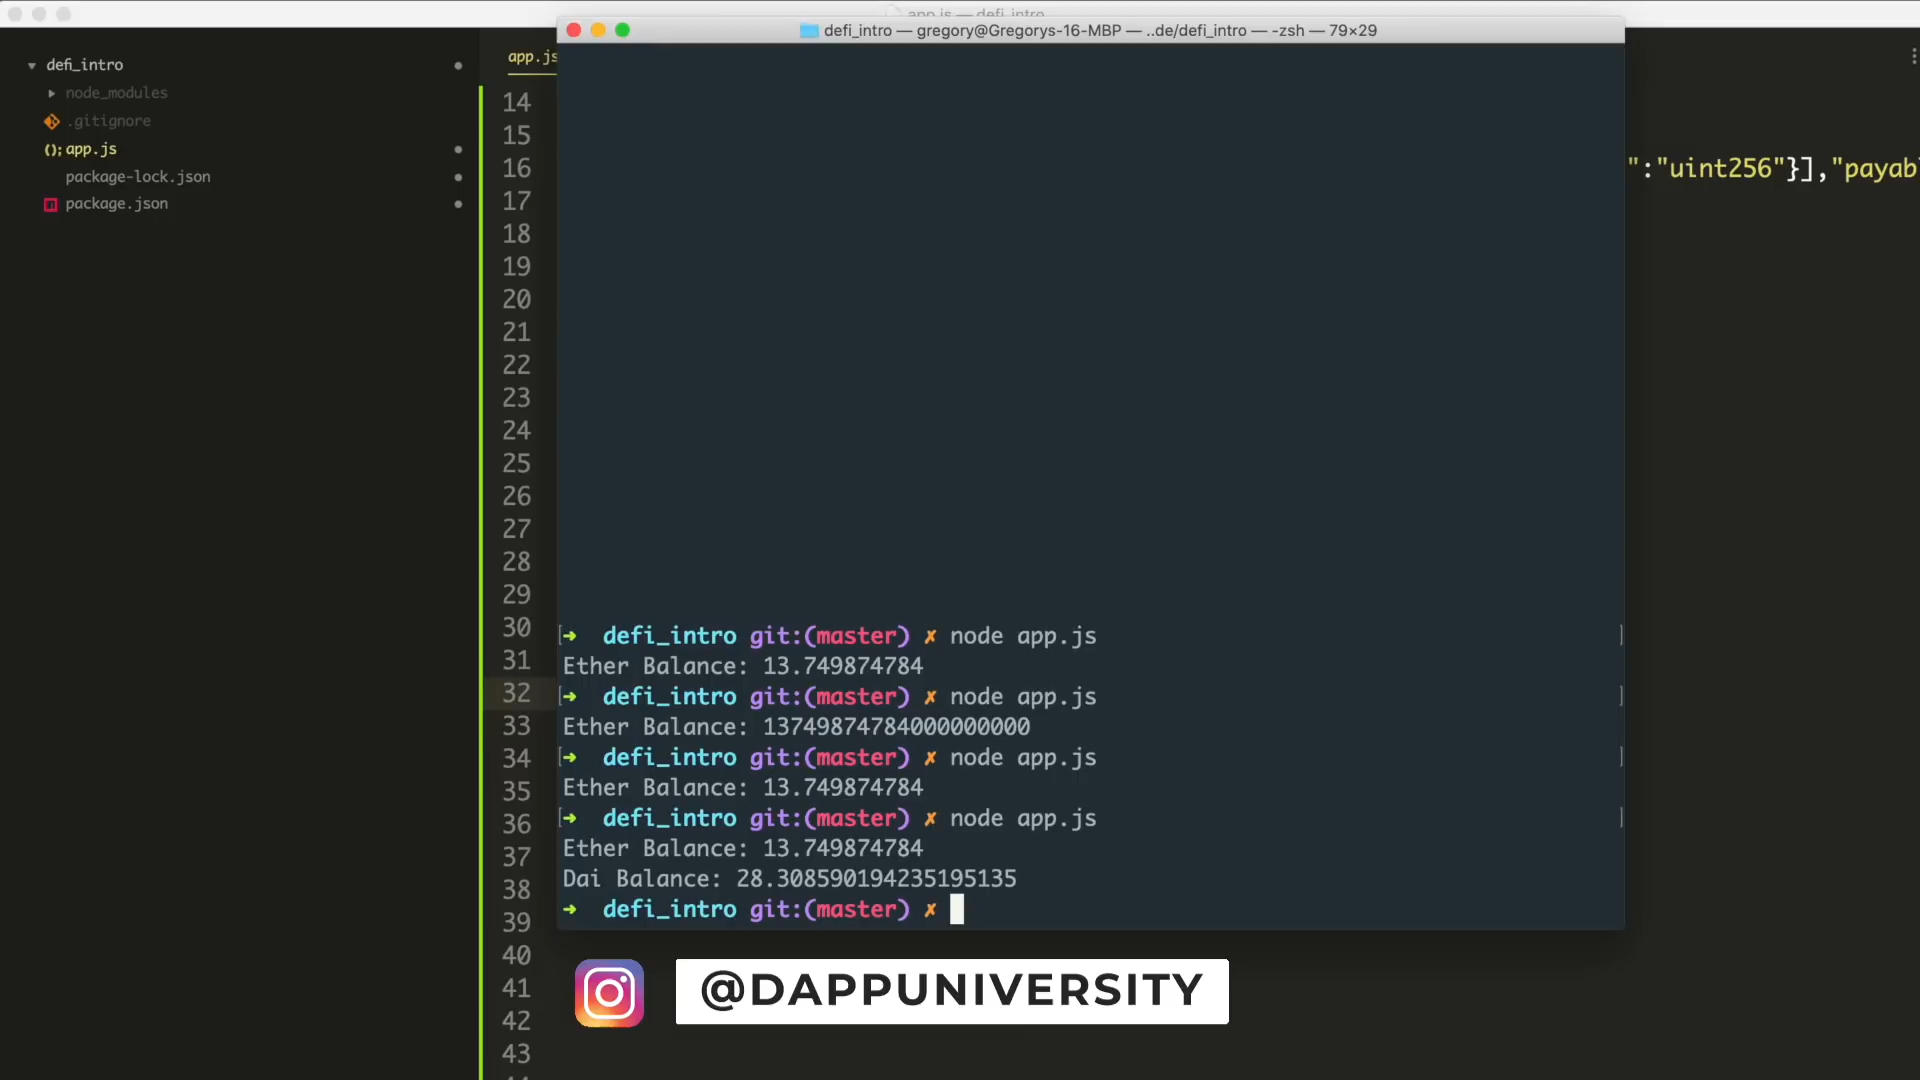 app.js — defi_intro
defi_intro — gregory@Gregorys-16-MBP — ..de/defi_intro — -zsh — 79×29
defi_intro
node_modules
.gitignore
(); app.js
package-lock.json
package.json
app.js
14
15
16
":"uint256"}],"payab
17
18
19
20
21
22
23
24
25
26
27
28
29
30
31
32
33
34
35
36
37
38
39
40
41
42
43
[➜ defi_intro git:(master) ✗ node app.js ]
Ether Balance: 13.749874784
[➜ defi_intro git:(master) ✗ node app.js ]
Ether Balance: 13749874784000000000
[➜ defi_intro git:(master) ✗ node app.js ]
Ether Balance: 13.749874784
[➜ defi_intro git:(master) ✗ node app.js ]
Ether Balance: 13.749874784
Dai Balance: 28.308590194235195135
➜ defi_intro git:(master) ✗
@DAPPUNIVERSITY